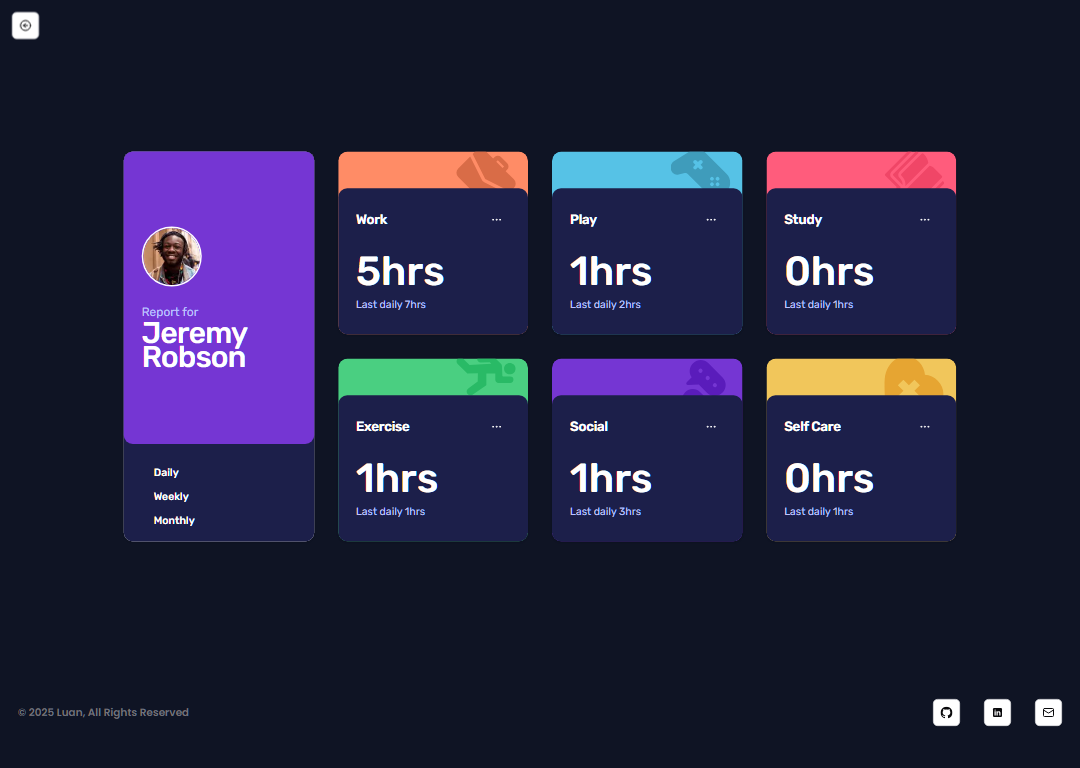 Report for
Jeremy
Robson
Daily
Weekly
Monthly
Work
5hrs
Last daily 7hrs
Play
1hrs
Last daily 2hrs
Study
0hrs
Last daily 1hrs
Exercise
1hrs
Last daily 1hrs
Social
1hrs
Last daily 3hrs
Self Care
0hrs
Last daily 1hrs
© 2025 Luan, All Rights Reserved